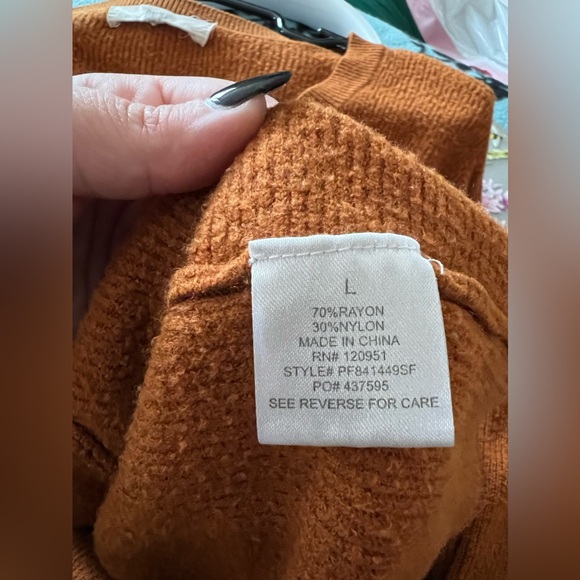 L
70%RAYON
30%NYLON
MADE IN CHINA
RN# 120951
STYLE# PF841449SF
PO# 437595
SEE REVERSE FOR CARE